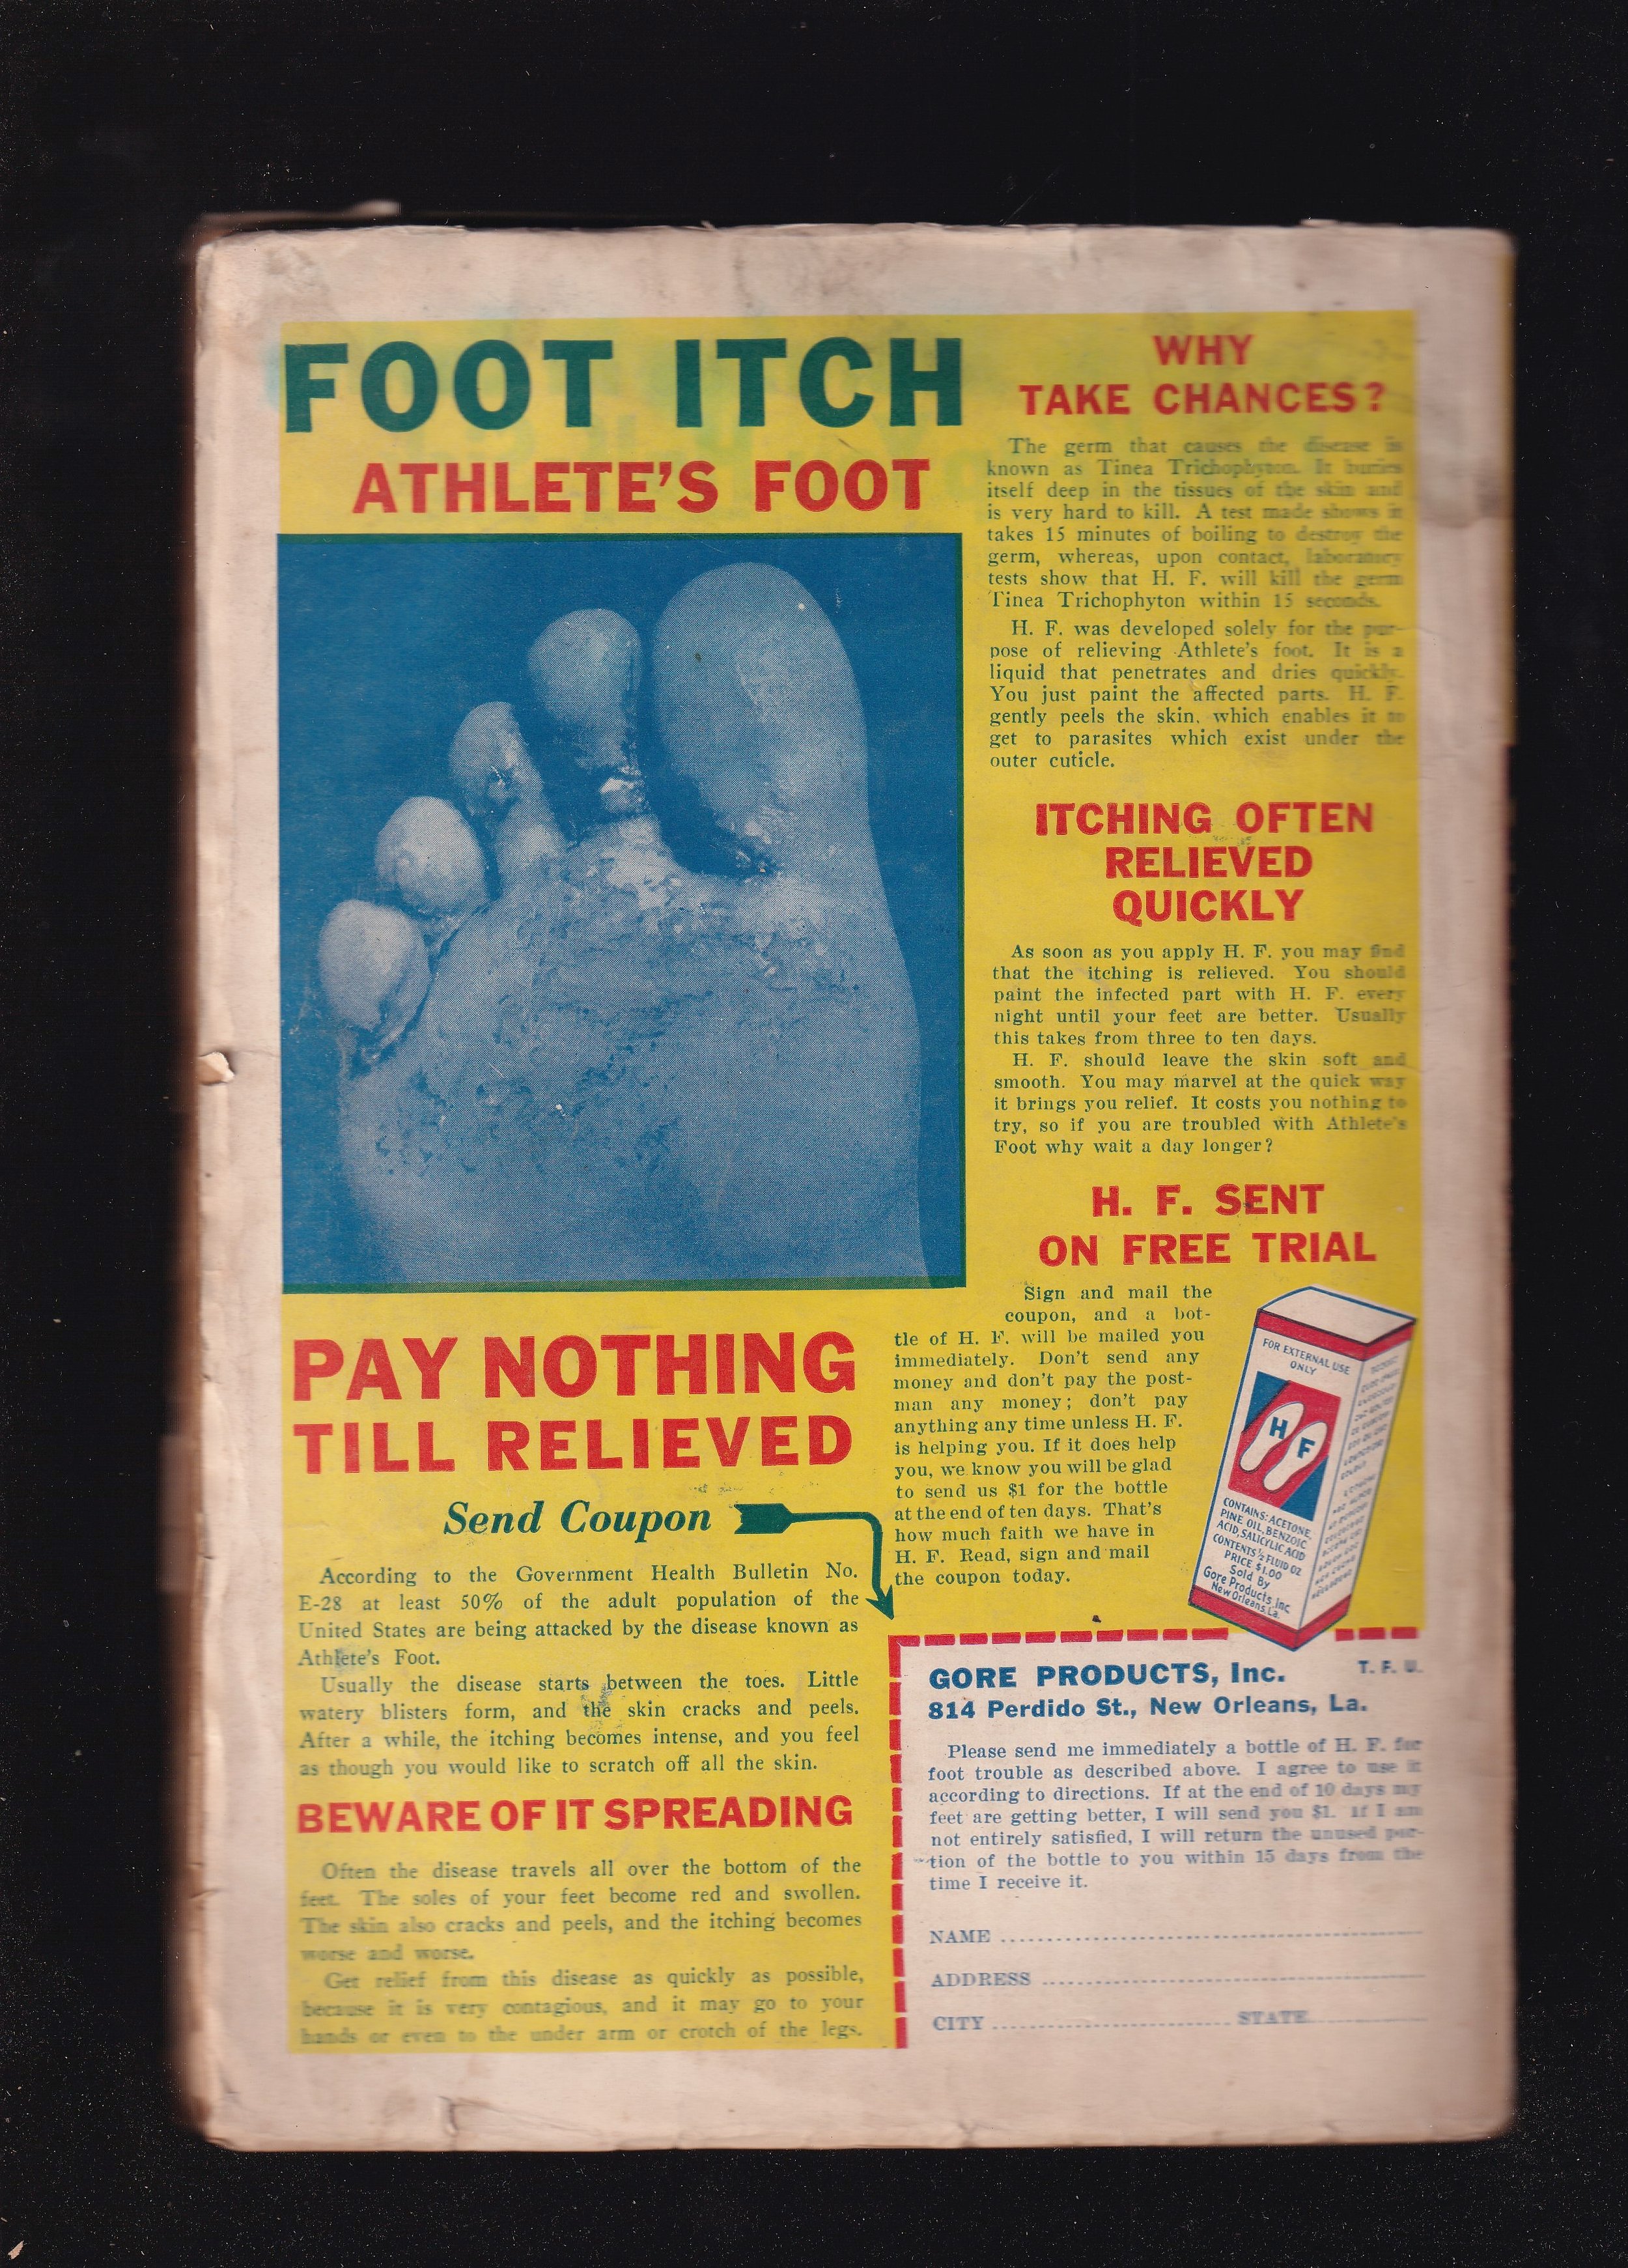 FOOT ITCH
ATHLETE'S FOOT
PAY NOTHING
TILL RELIEVED
Send Coupon
According to the Government Health Bulletin No.
E-28 at least 50% of the adult population of the
United States are being attacked by the disease known as
Athlete's Foot.
Usually the disease starts between the toes. Little
watery blisters form, and the skin cracks and peels.
After a while, the itching becomes intense, and you feel
as though you would like to scratch off all the skin.
BEWARE OF IT SPREADING
Often the disease travels all over the bottom of the
feet. The soles of your feet become red and swollen.
The skin also cracks and peels, and the itching becomes
worse and worse.
Get relief from this disease as quickly as possible,
because it is very contagious, and it may go to your
hands or even to the under arm or crotch of the legs.
WHY
TAKE CHANCES?
The germ that causes the disease is
known as Tinea Trichophyton. It buries
itself deep in the tissues of the skin and
is very hard to kill. A test made shows it
takes 15 minutes of boiling to destroy the
germ, whereas, upon contact, laboratory
tests show that H. F. will kill the germ
Tinea Trichophyton within 15 seconds.
H. F. was developed solely for the pur-
pose of relieving Athlete's foot. It is a
liquid that penetrates and dries quickly.
You just paint the affected parts. H. F.
gently peels the skin, which enables it to
get to parasites which exist under the
outer cuticle.
ITCHING OFTEN
RELIEVED
QUICKLY
As soon as you apply H. F. you may find
that the itching is relieved. You should
paint the infected part with H. F. every
night until your feet are better. Usually
this takes from three to ten days.
H. F. should leave the skin soft and
smooth. You may marvel at the quick way
it brings you relief. It costs you nothing to
try, so if you are troubled with Athlete's
Foot why wait a day longer?
H. F. SENT
ON FREE TRIAL
Sign and mail the
coupon, and a bot-
tle of H. F. will be mailed you
immediately. Don't send any
money and don't pay the post-
man any money; don't pay
anything any time unless H. F.
is helping you. If it does help
you, we know you will be glad
to send us $1 for the bottle
at the end of ten days. That's
how much faith we have in
H. F. Read, sign and mail
the coupon today.
FOR EXTERNAL USE
ONLY
H F
CONTAINS: ACETONE,
PINE OIL, BENZOIC
ACID, SALICYLIC ACID
CONTENTS ½ FLUID OZ
PRICE $1.00
Sold By
Gore Products Inc
New Orleans, La.
GORE PRODUCTS, Inc. T. F. U.
814 Perdido St., New Orleans, La.
Please send me immediately a bottle of H. F. for
foot trouble as described above. I agree to use it
according to directions. If at the end of 10 days my
feet are getting better, I will send you $1. If I am
not entirely satisfied, I will return the unused por-
tion of the bottle to you within 15 days from the
time I receive it.
NAME
ADDRESS
CITY STATE